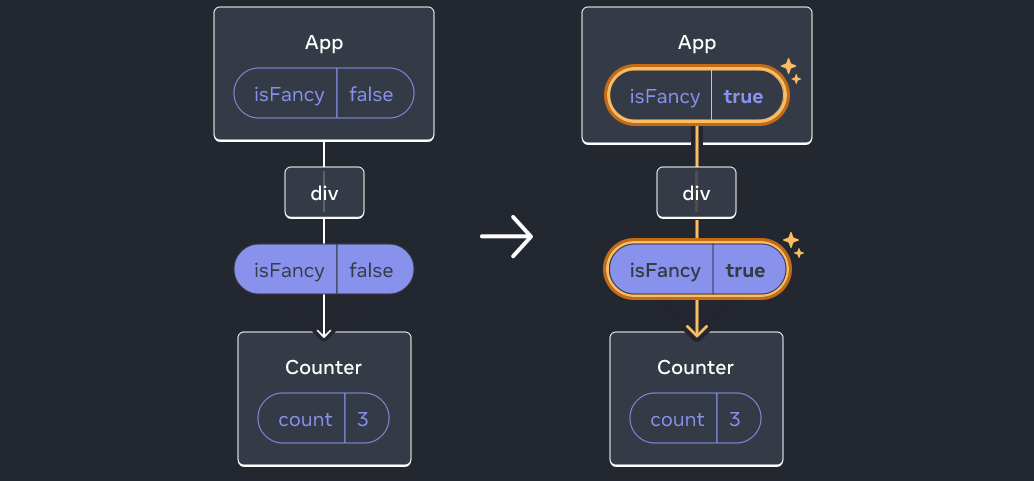 App
isFancy false
div
isFancy false
Counter
count 3
App
isFancy true
div
isFancy true
Counter
count 3